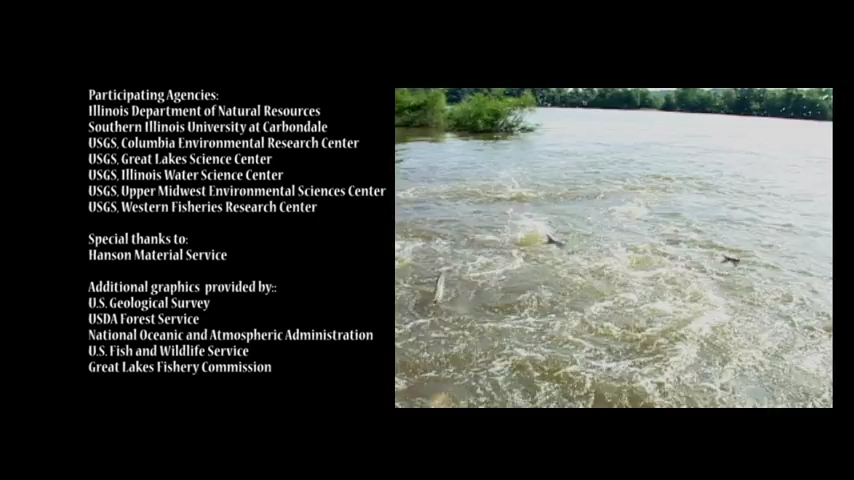 Participating Agencies:
Illinois Department of Natural Resources
Southern Illinois University at Carbondale
USGS, Columbia Environmental Research Center
USGS, Great Lakes Science Center
USGS, Illinois Water Science Center
USGS, Upper Midwest Environmental Sciences Center
USGS, Western Fisheries Research Center
Special thanks to:
Hanson Material Service
Additional graphics provided by::
U.S. Geological Survey
USDA Forest Service
National Oceanic and Atmospheric Administration
U.S. Fish and Wildlife Service
Great Lakes Fishery Commission